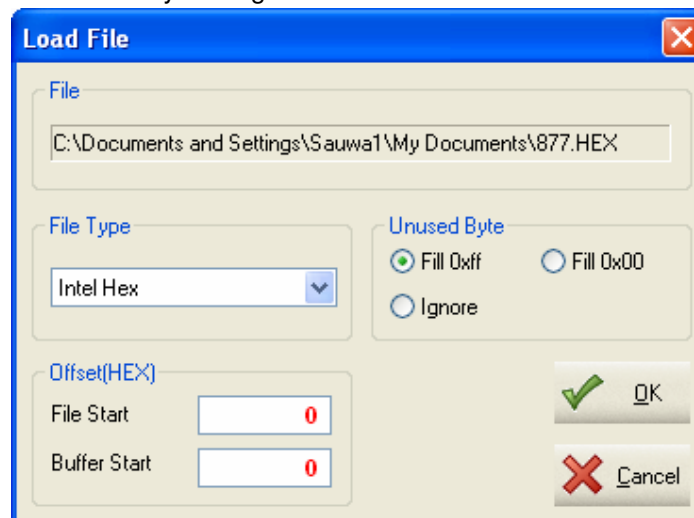 Load File
File
C:\Documents and Settings\Sauwa1\My Documents\877.HEX
File Type
Intel Hex
Unused Byte
Fill 0xff
Fill 0x00
Ignore
Offset(HEX)
File Start 0
Buffer Start 0
OK
Cancel